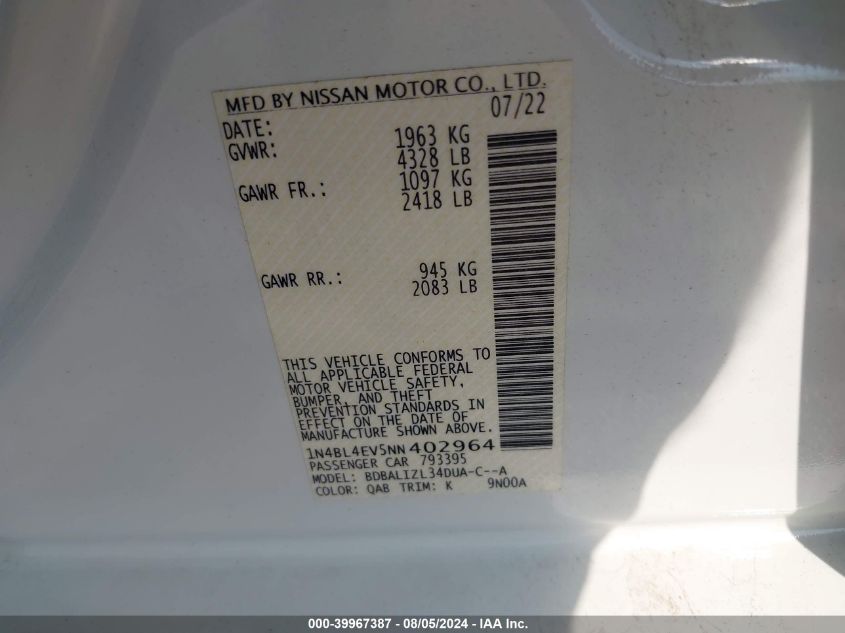 MFD BY NISSAN MOTOR CO., LTD.
DATE: 07/22
GVWR: 1963 KG
4328 LB
GAWR FR.: 1097 KG
2418 LB
GAWR RR.: 945 KG
2083 LB
THIS VEHICLE CONFORMS TO
ALL APPLICABLE FEDERAL
MOTOR VEHICLE SAFETY,
BUMPER, AND THEFT
PREVENTION STANDARDS IN
EFFECT ON THE DATE OF
MANUFACTURE SHOWN ABOVE.
1N4BL4EV5NN402964
PASSENGER CAR 793395
MODEL: BDBALIZL34DUA-C--A
COLOR: QAB TRIM: K 9N00A
000-39967387 - 08/05/2024 - IAA Inc.